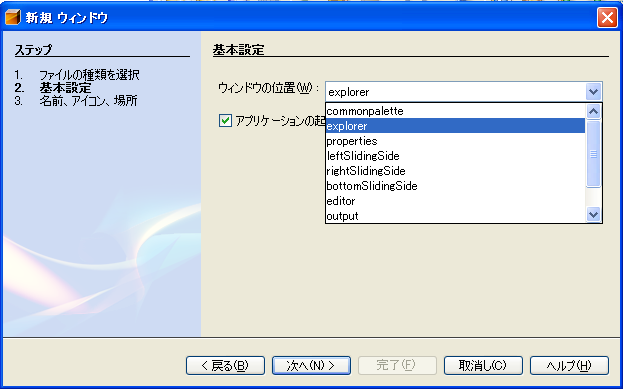 新規 ウィンドウ
ステップ
1. ファイルの種類を選択
2. 基本設定
3. 名前、アイコン、場所
基本設定
ウィンドウの位置(W) : explorer
commonpalette
explorer
アプリケーションの起
properties
leftSlidingSide
rightSlidingSide
bottomSlidingSide
editor
output
< 戻る(B) 次へ(N) > 完了(F) 取消し(C) ヘルプ(H)